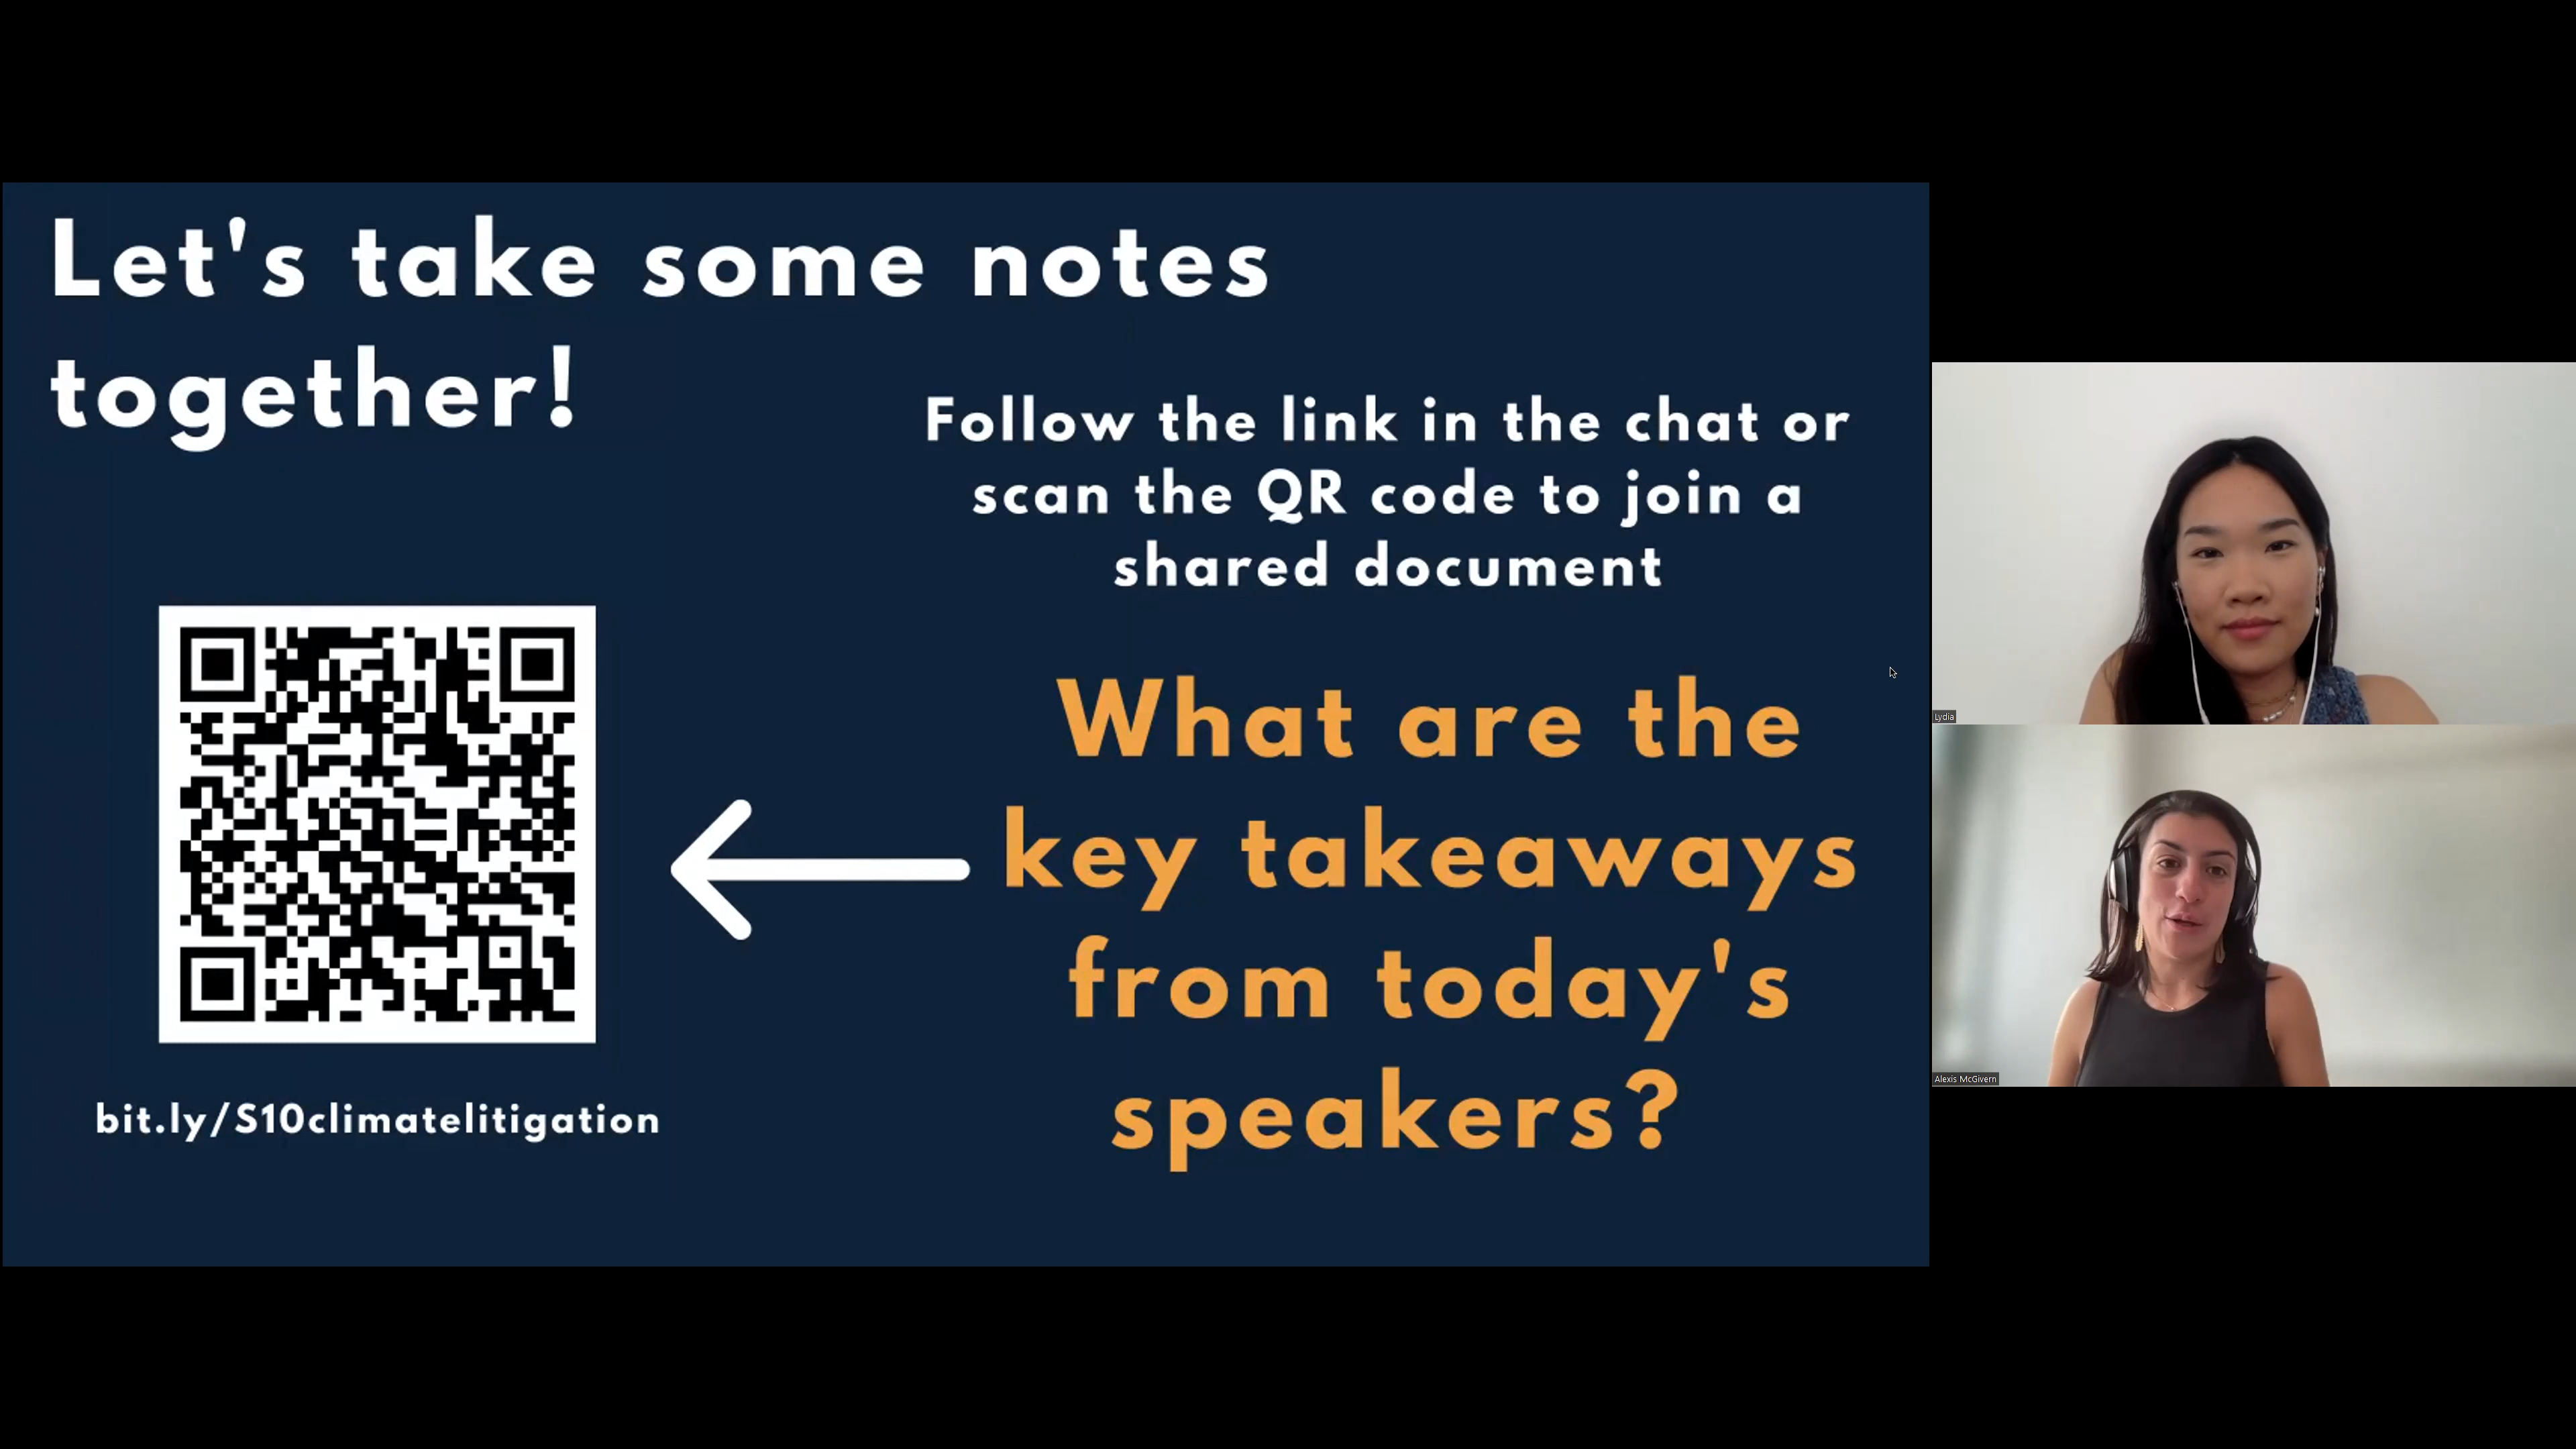 Let's take some notes
together!
Follow the link in the chat or
scan the QR code to join a
shared document
What are the
key takeaways
from today's
speakers?
bit.ly/S10climatelitigation
Lydia
Alexis McGivern